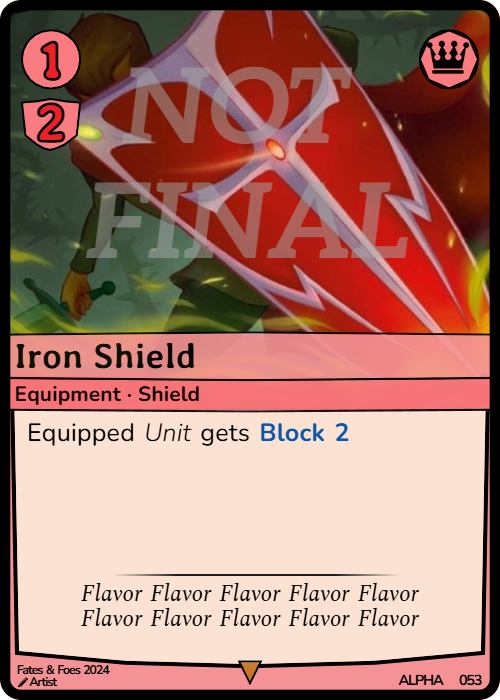 1
2
NOT
FINAL
Iron Shield
Equipment · Shield
Equipped Unit gets Block 2
Flavor Flavor Flavor Flavor Flavor
Flavor Flavor Flavor Flavor Flavor
Fates & Foes 2024
Artist
ALPHA 053